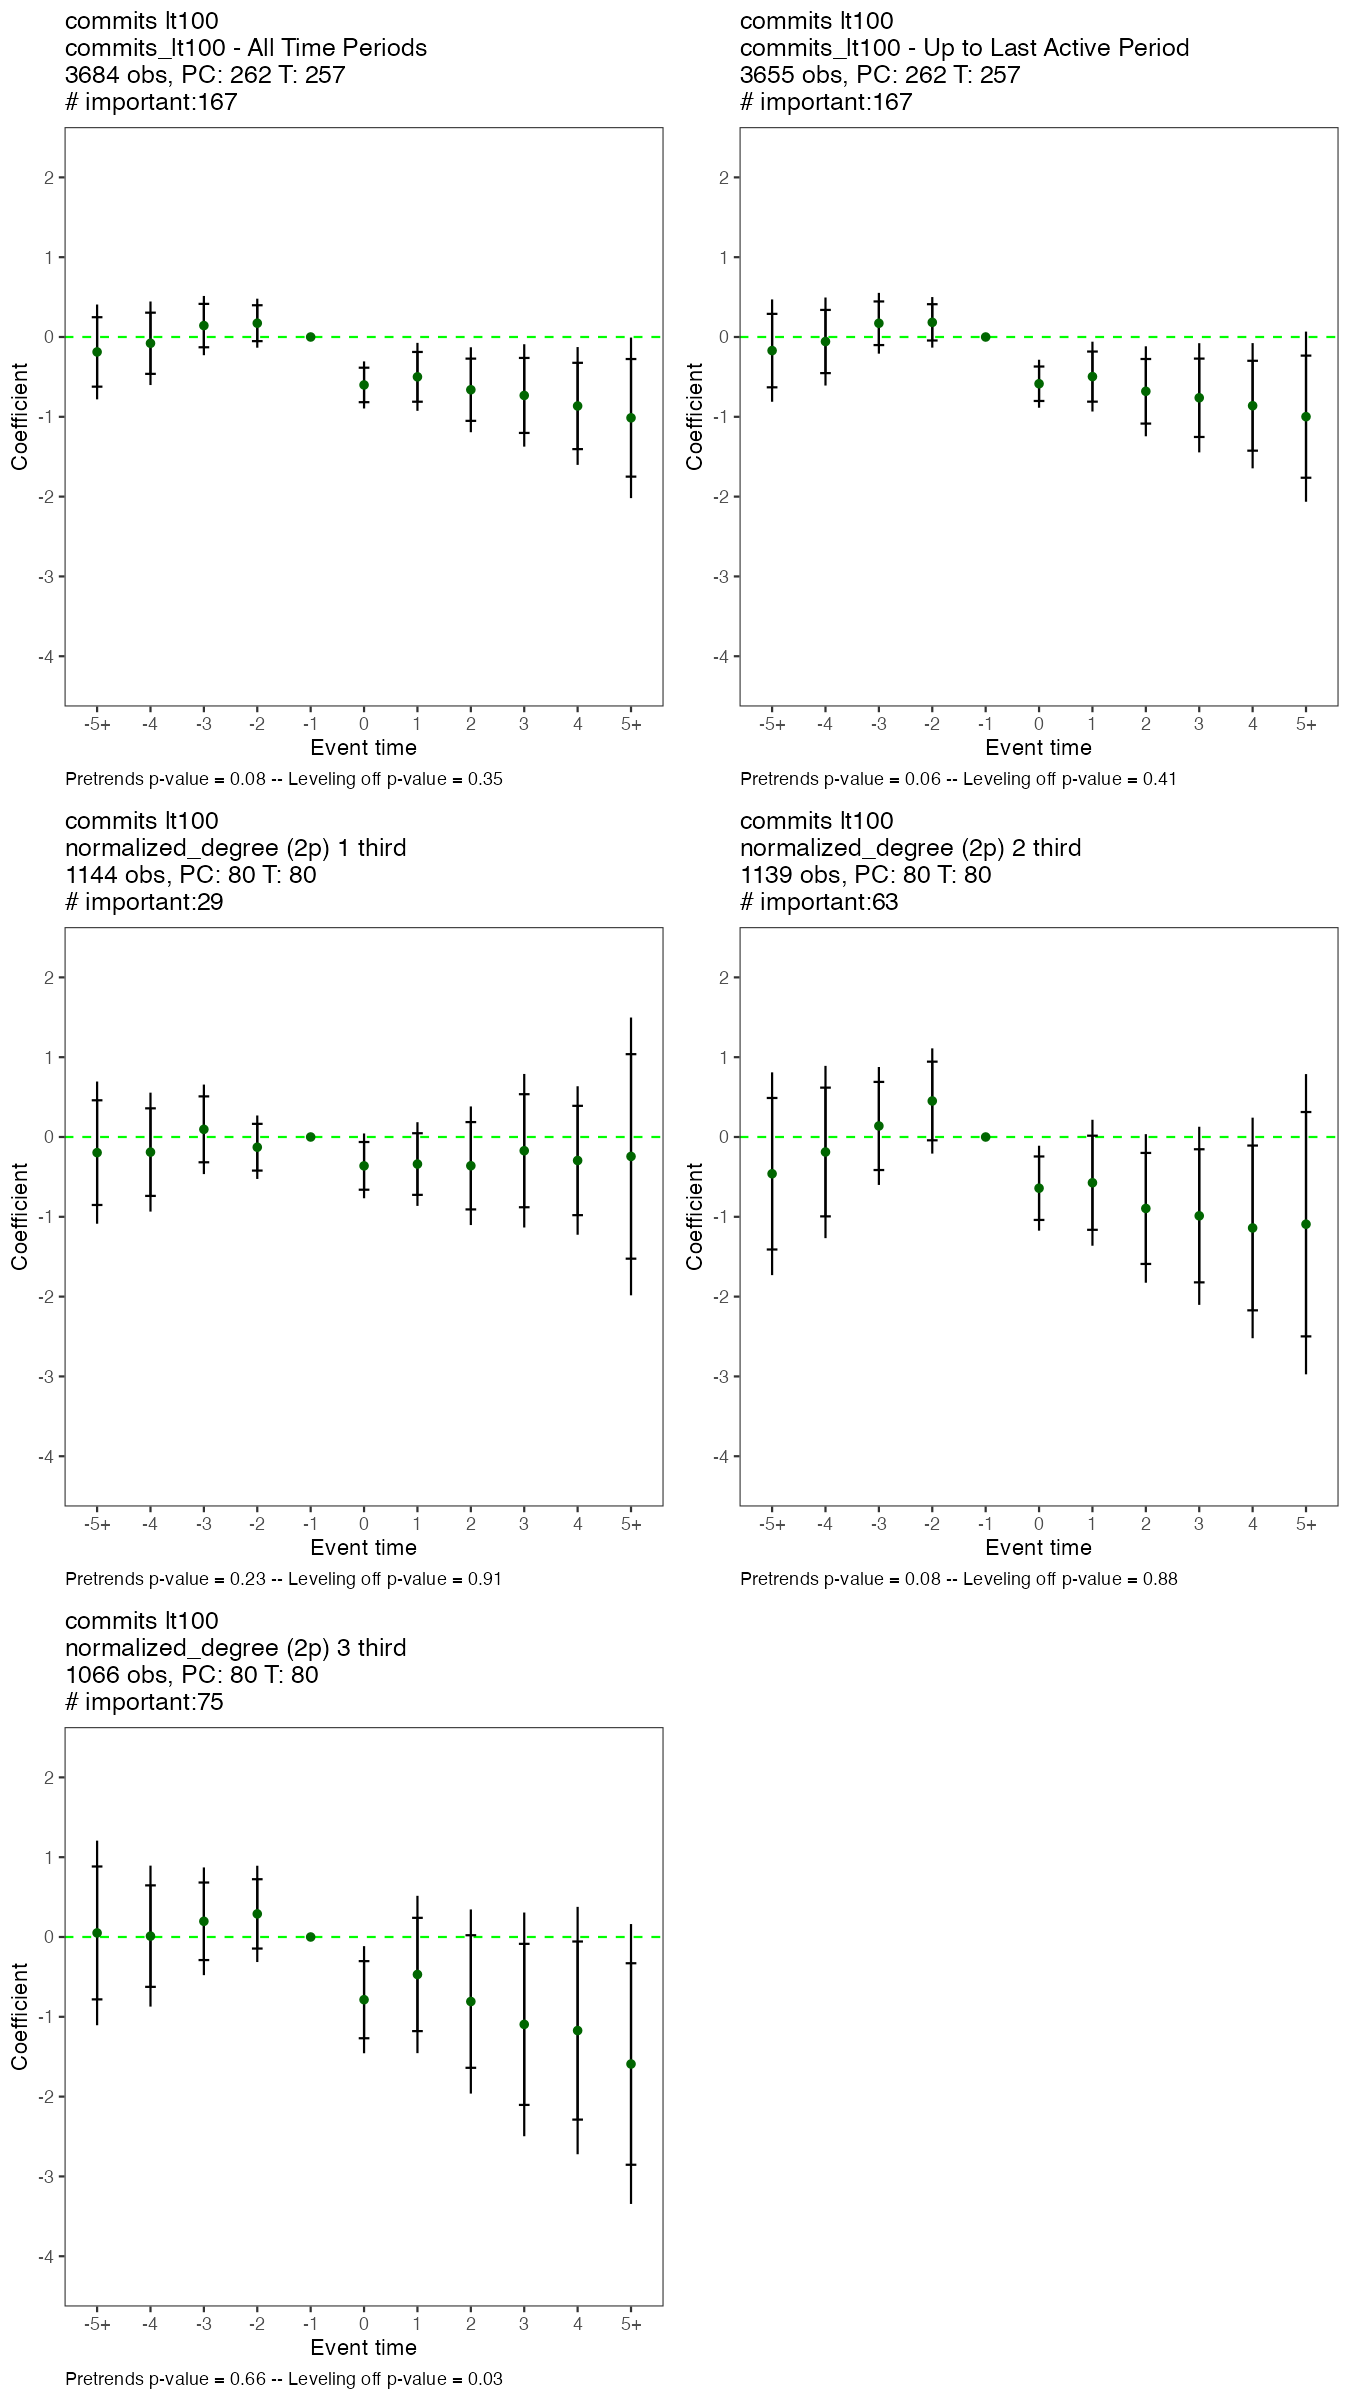 commits lt100
commits_lt100 - All Time Periods
3684 obs, PC: 262 T: 257
# important:167
2
1
0
-1
-2
-3
-4
Coefficient
-5+ -4 -3 -2 -1 0 1 2 3 4 5+
Event time
Pretrends p-value = 0.08 -- Leveling off p-value = 0.35
commits lt100
commits_lt100 - Up to Last Active Period
3655 obs, PC: 262 T: 257
# important:167
2
1
0
-1
-2
-3
-4
Coefficient
-5+ -4 -3 -2 -1 0 1 2 3 4 5+
Event time
Pretrends p-value = 0.06 -- Leveling off p-value = 0.41
commits lt100
normalized_degree (2p) 1 third
1144 obs, PC: 80 T: 80
# important:29
2
1
0
-1
-2
-3
-4
Coefficient
-5+ -4 -3 -2 -1 0 1 2 3 4 5+
Event time
Pretrends p-value = 0.23 -- Leveling off p-value = 0.91
commits lt100
normalized_degree (2p) 2 third
1139 obs, PC: 80 T: 80
# important:63
2
1
0
-1
-2
-3
-4
Coefficient
-5+ -4 -3 -2 -1 0 1 2 3 4 5+
Event time
Pretrends p-value = 0.08 -- Leveling off p-value = 0.88
commits lt100
normalized_degree (2p) 3 third
1066 obs, PC: 80 T: 80
# important:75
2
1
0
-1
-2
-3
-4
Coefficient
-5+ -4 -3 -2 -1 0 1 2 3 4 5+
Event time
Pretrends p-value = 0.66 -- Leveling off p-value = 0.03